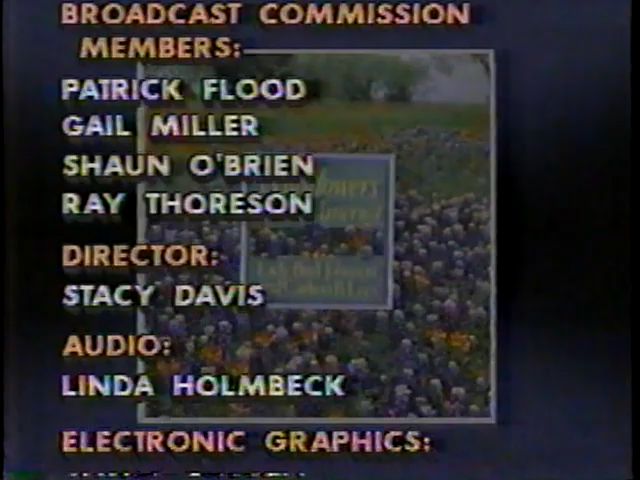 BROADCAST COMMISSION
MEMBERS:
PATRICK FLOOD
GAIL MILLER
SHAUN O'BRIEN
RAY THORESON
DIRECTOR:
STACY DAVIS
AUDIO:
LINDA HOLMBECK
ELECTRONIC GRAPHICS: